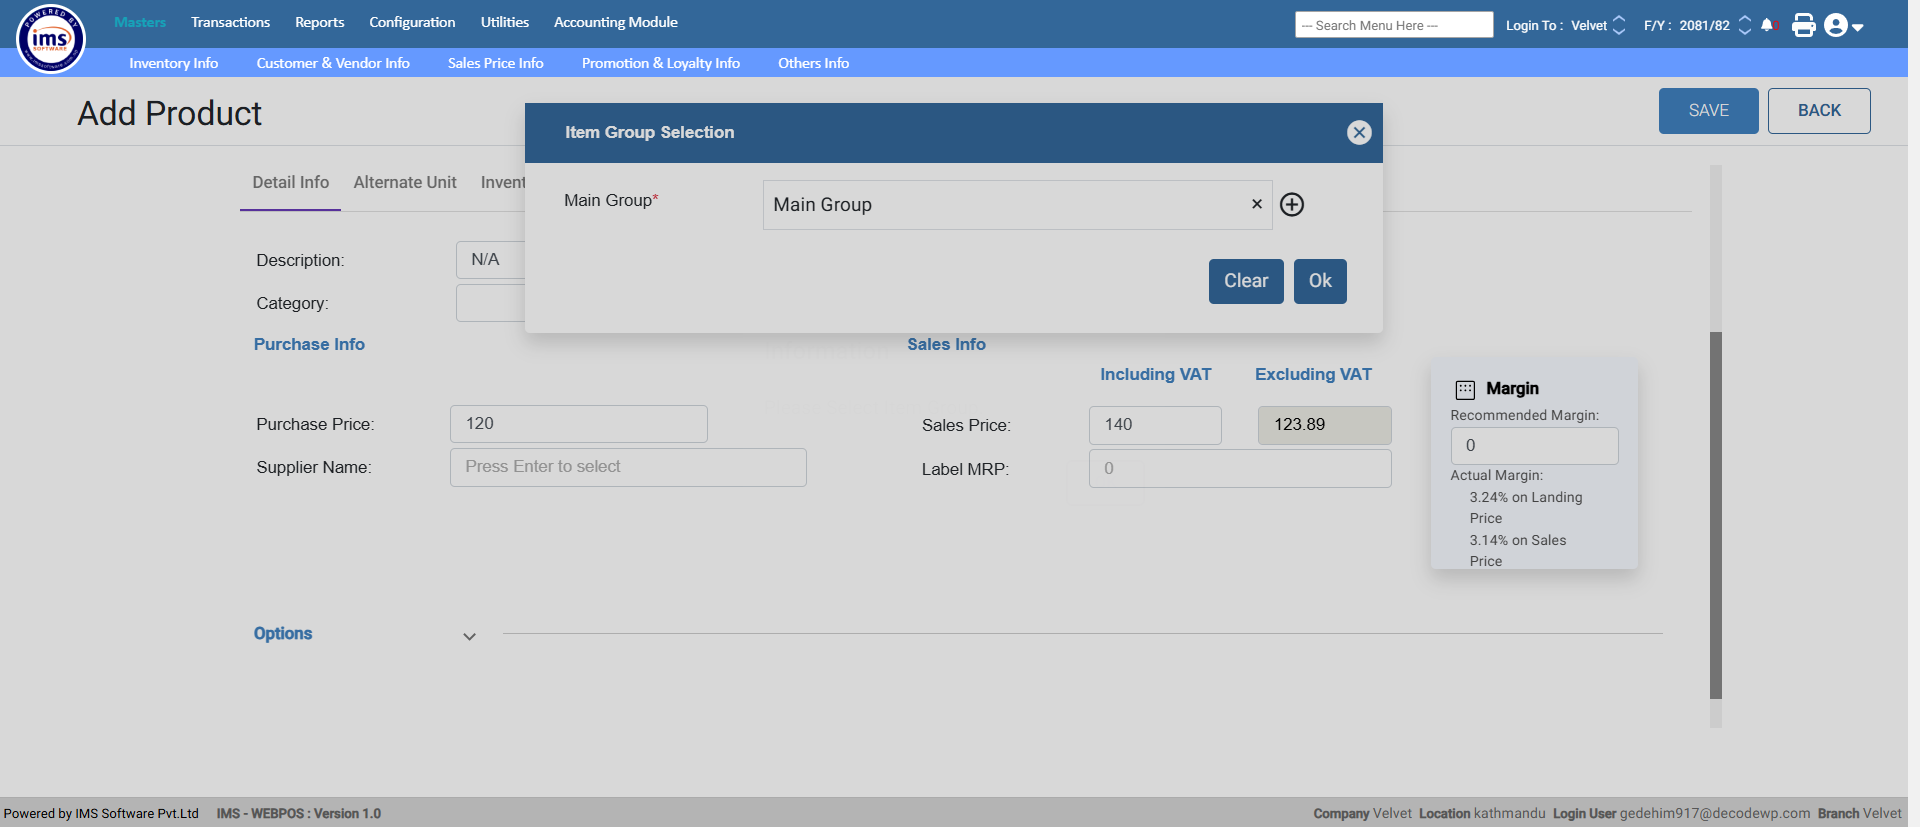 POWERED BY
ims
SOFTWARE
Masters Transactions Reports Configuration Utilities Accounting Module
--- Search Menu Here ---
Login To : Velvet F/Y : 2081/82
Inventory Info Customer & Vendor Info Sales Price Info Promotion & Loyalty Info Others Info
Add Product
SAVE BACK
Item Group Selection
Main Group*
Main Group
Clear Ok
Detail Info Alternate Unit Invent
Description: N/A
Category:
Purchase Info
Sales Info
Including VAT Excluding VAT
Purchase Price: 120
Sales Price: 140 123.89
Supplier Name: Press Enter to select
Label MRP: 0
Margin
Recommended Margin:
0
Actual Margin:
3.24% on Landing
Price
3.14% on Sales
Price
Options
Powered by IMS Software Pvt.Ltd IMS - WEBPOS : Version 1.0
Company Velvet Location kathmandu Login User gedehim917@decodewp.com Branch Velvet